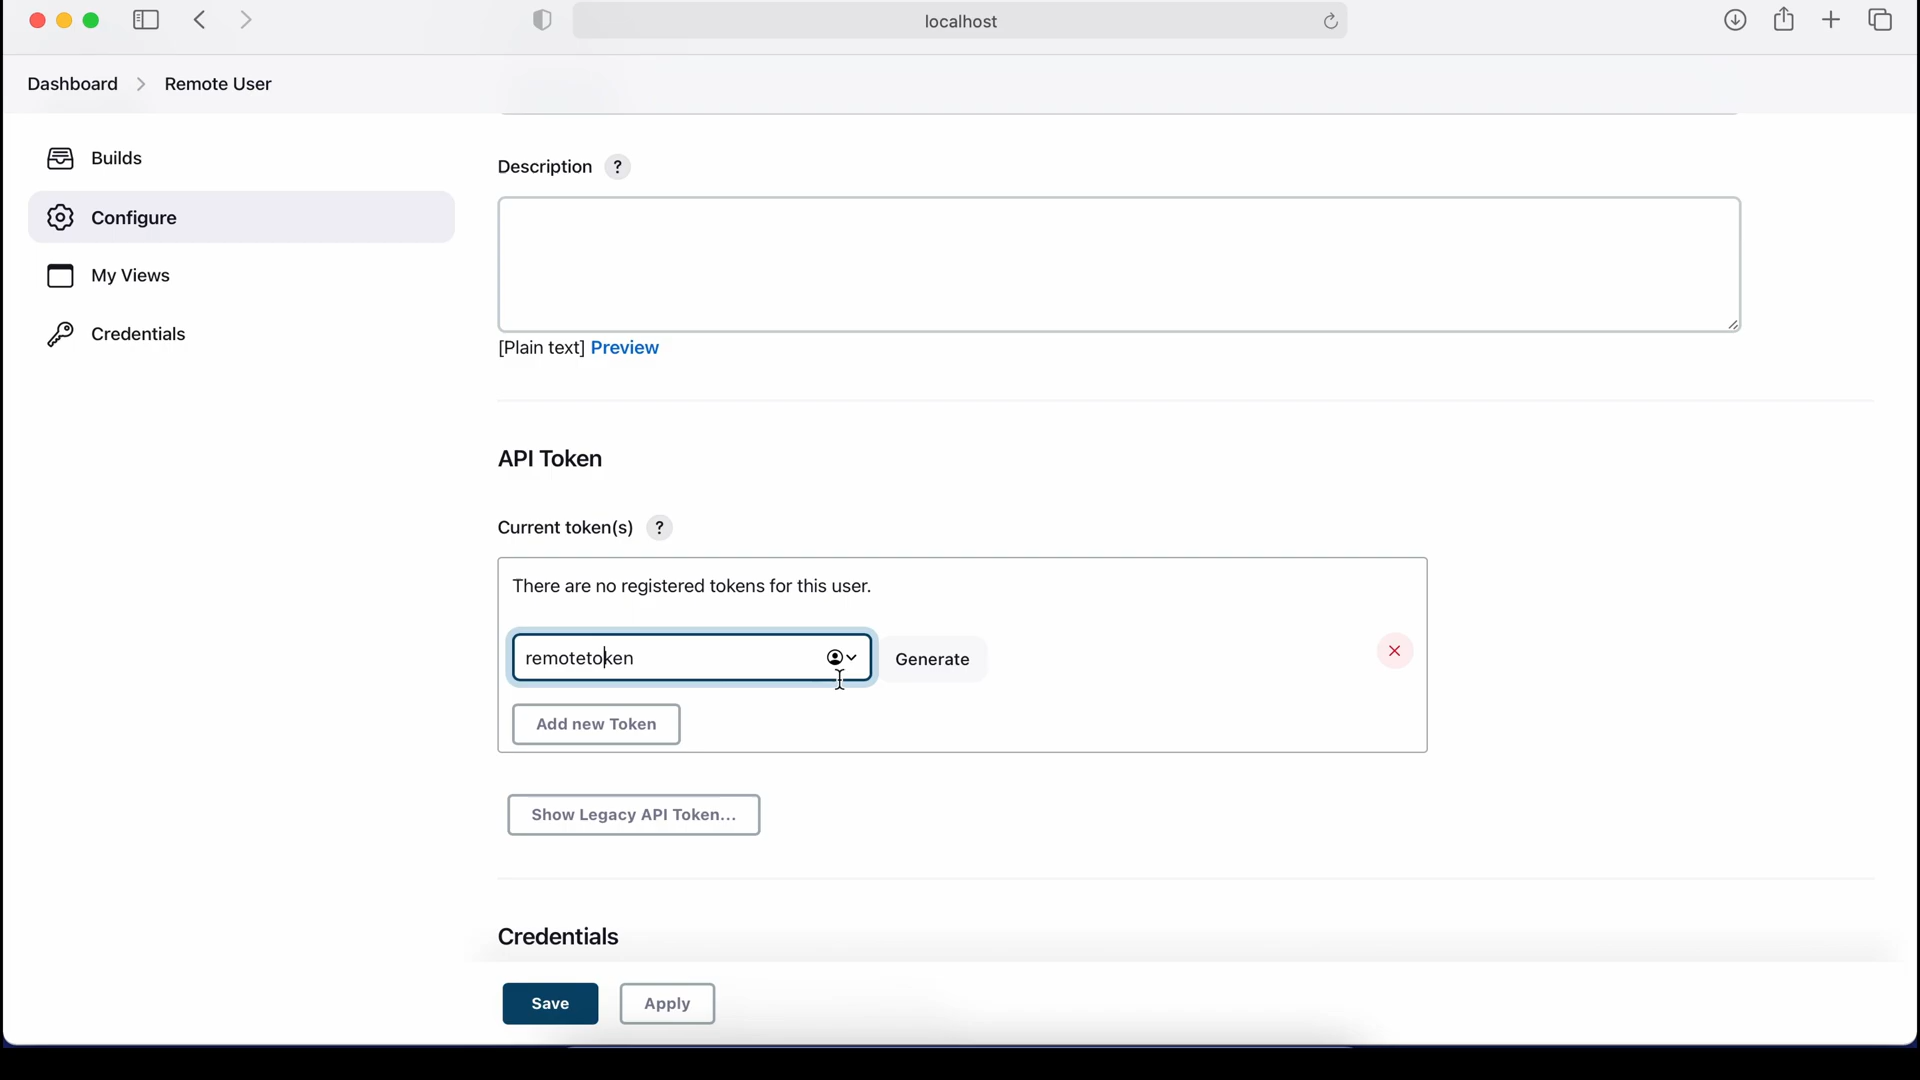 localhost
Dashboard
Remote User
Builds
Configure
My Views
Credentials
Description ?
[Plain text] Preview
API Token
Current token(s) ?
There are no registered tokens for this user.
remotetoken
Generate
Add new Token
Show Legacy API Token...
Credentials
Save
Apply